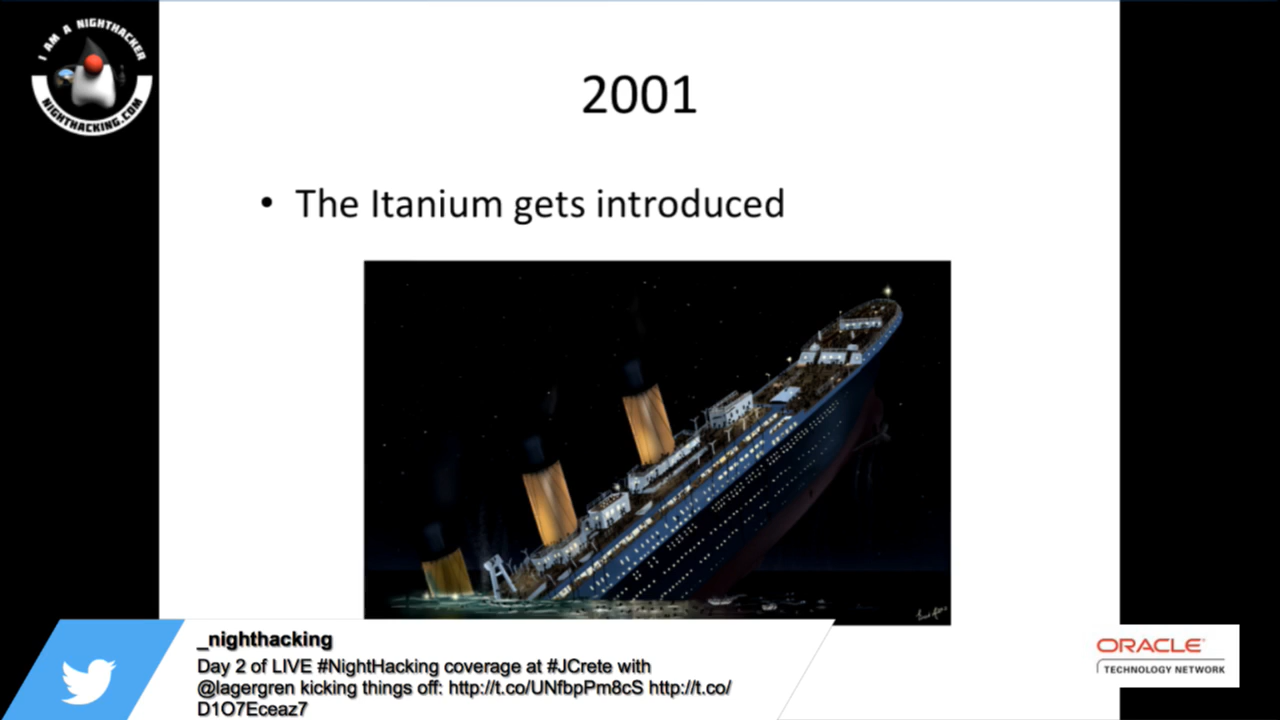 I AM A NIGHTHACKER
NIGHTHACKING.COM
2001
• The Itanium gets introduced
_nighthacking
Day 2 of LIVE #NightHacking coverage at #JCrete with
@lagergren kicking things off: http://t.co/UNfbpPm8cS http://t.co/
D1O7Eceaz7
ORACLE
TECHNOLOGY NETWORK